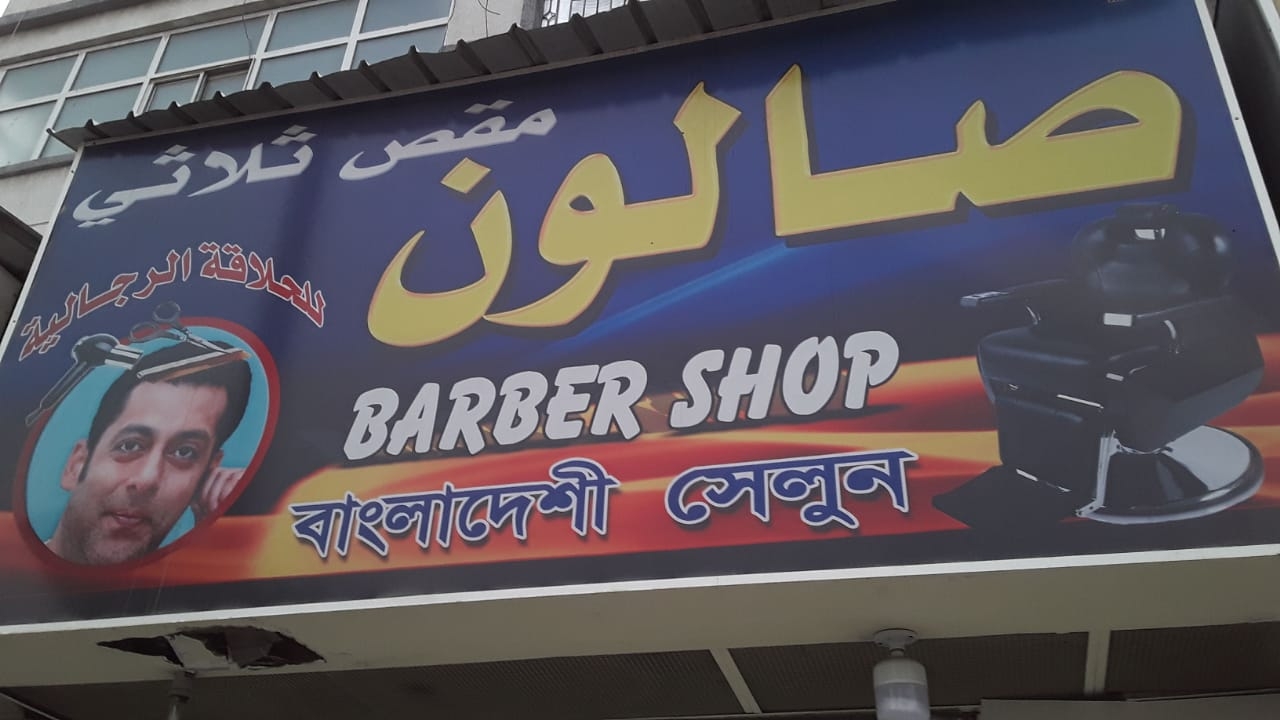 صالون
مقص ثلاثي
للحلاقة الرجالية
BARBER SHOP
বাংলাদেশী সেলুন